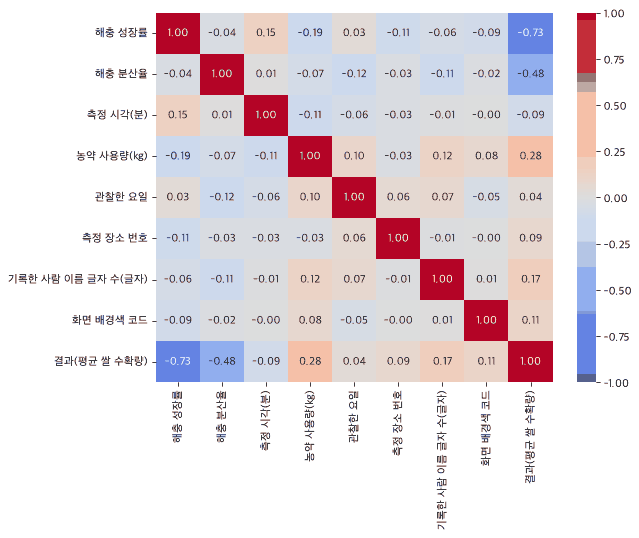 해충 성장률 1.00 -0.04 0.15 -0.19 0.03 -0.11 -0.06 -0.09 -0.73
해충 분산율 -0.04 1.00 0.01 -0.07 -0.12 -0.03 -0.11 -0.02 -0.48
측정 시각(분) 0.15 0.01 1.00 -0.11 -0.06 -0.03 -0.01 -0.00 -0.09
농약 사용량(kg) -0.19 -0.07 -0.11 1.00 0.10 -0.03 0.12 0.08 0.28
관찰한 요일 0.03 -0.12 -0.06 0.10 1.00 0.06 0.07 -0.05 0.04
측정 장소 번호 -0.11 -0.03 -0.03 -0.03 0.06 1.00 -0.01 -0.00 0.09
기록한 사람 이름 글자 수(글자) -0.06 -0.11 -0.01 0.12 0.07 -0.01 1.00 0.01 0.17
화면 배경색 코드 -0.09 -0.02 -0.00 0.08 -0.05 -0.00 0.01 1.00 0.11
결과(평균 쌀 수확량) -0.73 -0.48 -0.09 0.28 0.04 0.09 0.17 0.11 1.00
해충 성장률
해충 분산율
측정 시각(분)
농약 사용량(kg)
관찰한 요일
측정 장소 번호
기록한 사람 이름 글자 수(글자)
화면 배경색 코드
결과(평균 쌀 수확량)
1.00
0.75
0.50
0.25
0.00
-0.25
-0.50
-0.75
-1.00